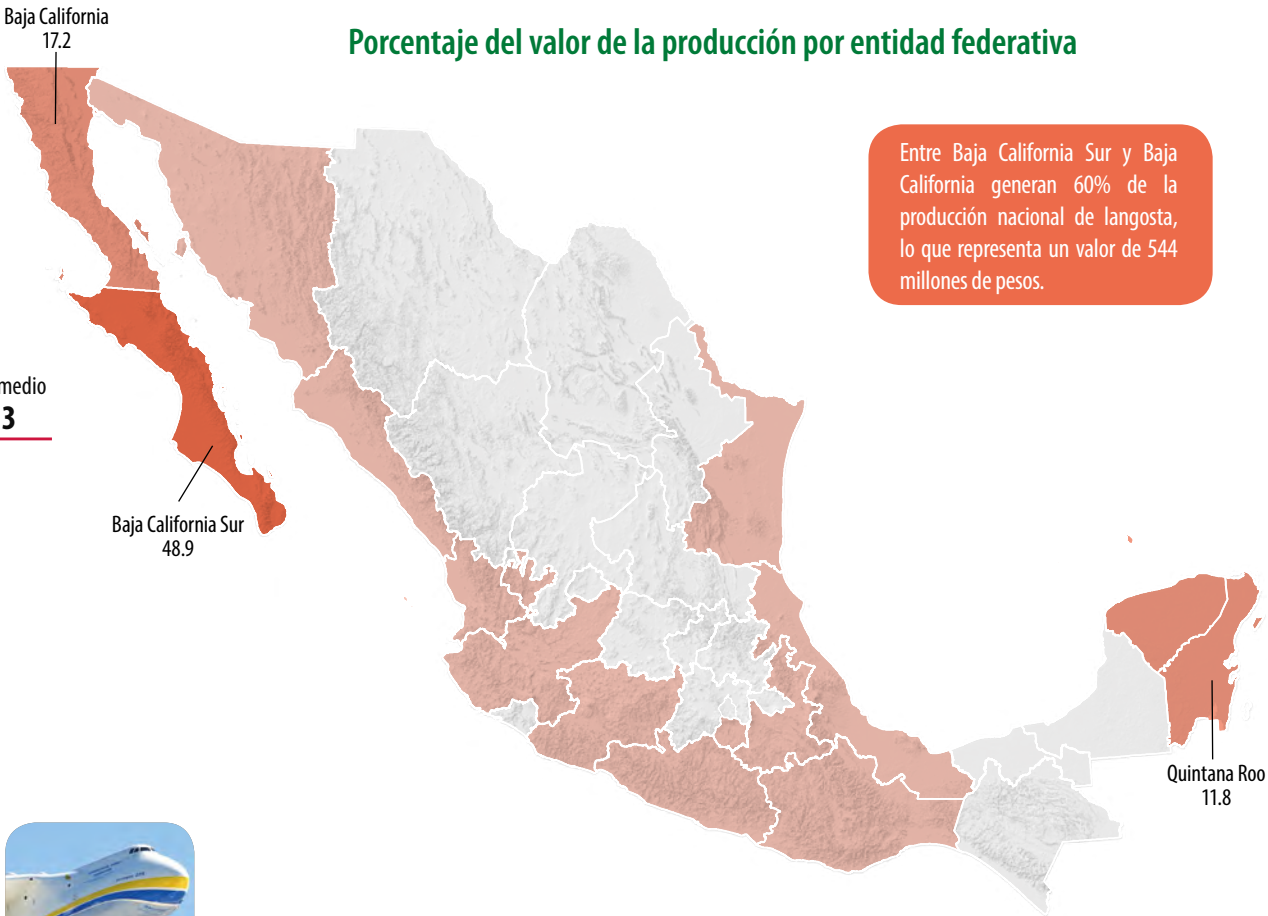 Baja California
17.2
Porcentaje del valor de la producción por entidad federativa
Entre Baja California Sur y Baja
California generan 60% de la
producción nacional de langosta,
lo que representa un valor de 544
millones de pesos.
medio
3
Baja California Sur
48.9
Quintana Roo
11.8